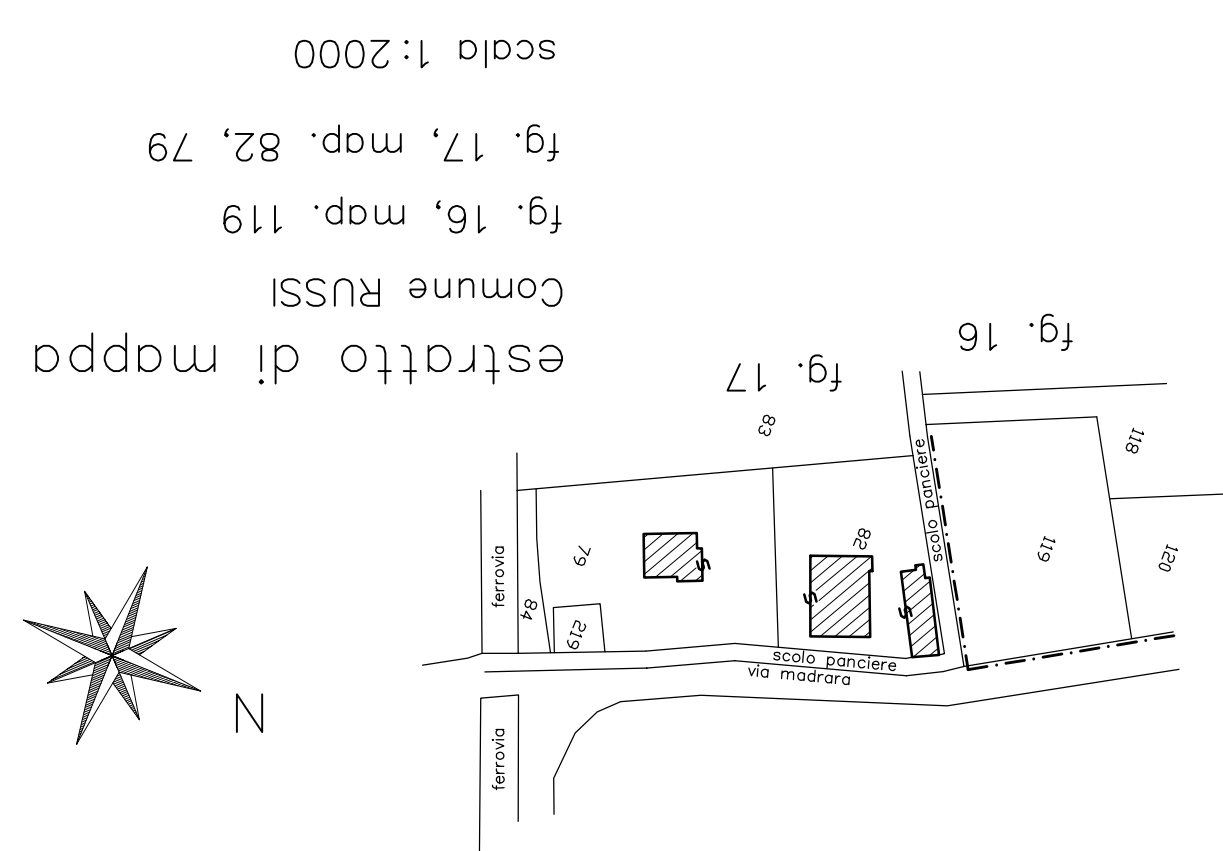 estratto di mappa
Comune RUSSI
fg. 16, map. 119
fg. 17, map. 82, 79
scala 1:2000
fg. 16
fg. 17
83
118
scolo panciere
82
119
120
79
ferrovia
84
219
scolo panciere
via madrara
N
ferrovia